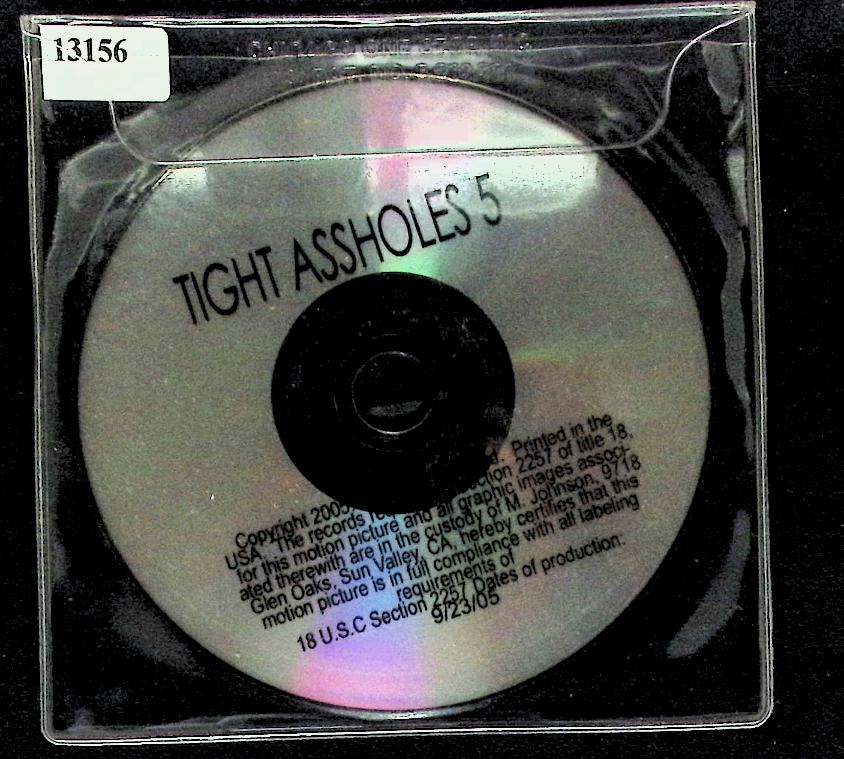 13156
TIGHT ASSHOLES 5
Copyright 2005 d. Printed in the
USA. The records ction 2257 of title 18,
for this motion picture and all graphic images associ-
ated therewith are in the custody of M. Johnson, 9718
Glen Oaks, Sun Valley, CA, hereby certifies that this
motion picture is in full compliance with all labeling
requirements of
18 U.S.C Section 2257 Dates of production:
9/23/05